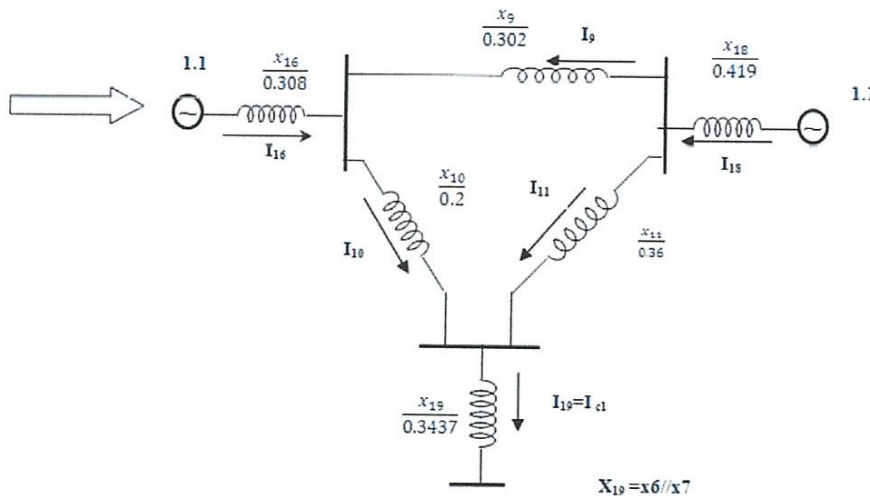 x₉
0.302
I₉
x₁₈
0.419
1.1
x₁₆
0.308
~
~
I₁₆
I₁₈
x₁₀
0.2
I₁₁
I₁₀
x₁₁
0.36
x₁₉
0.3437
I₁₉=I c1
X₁₉ =x6//x7